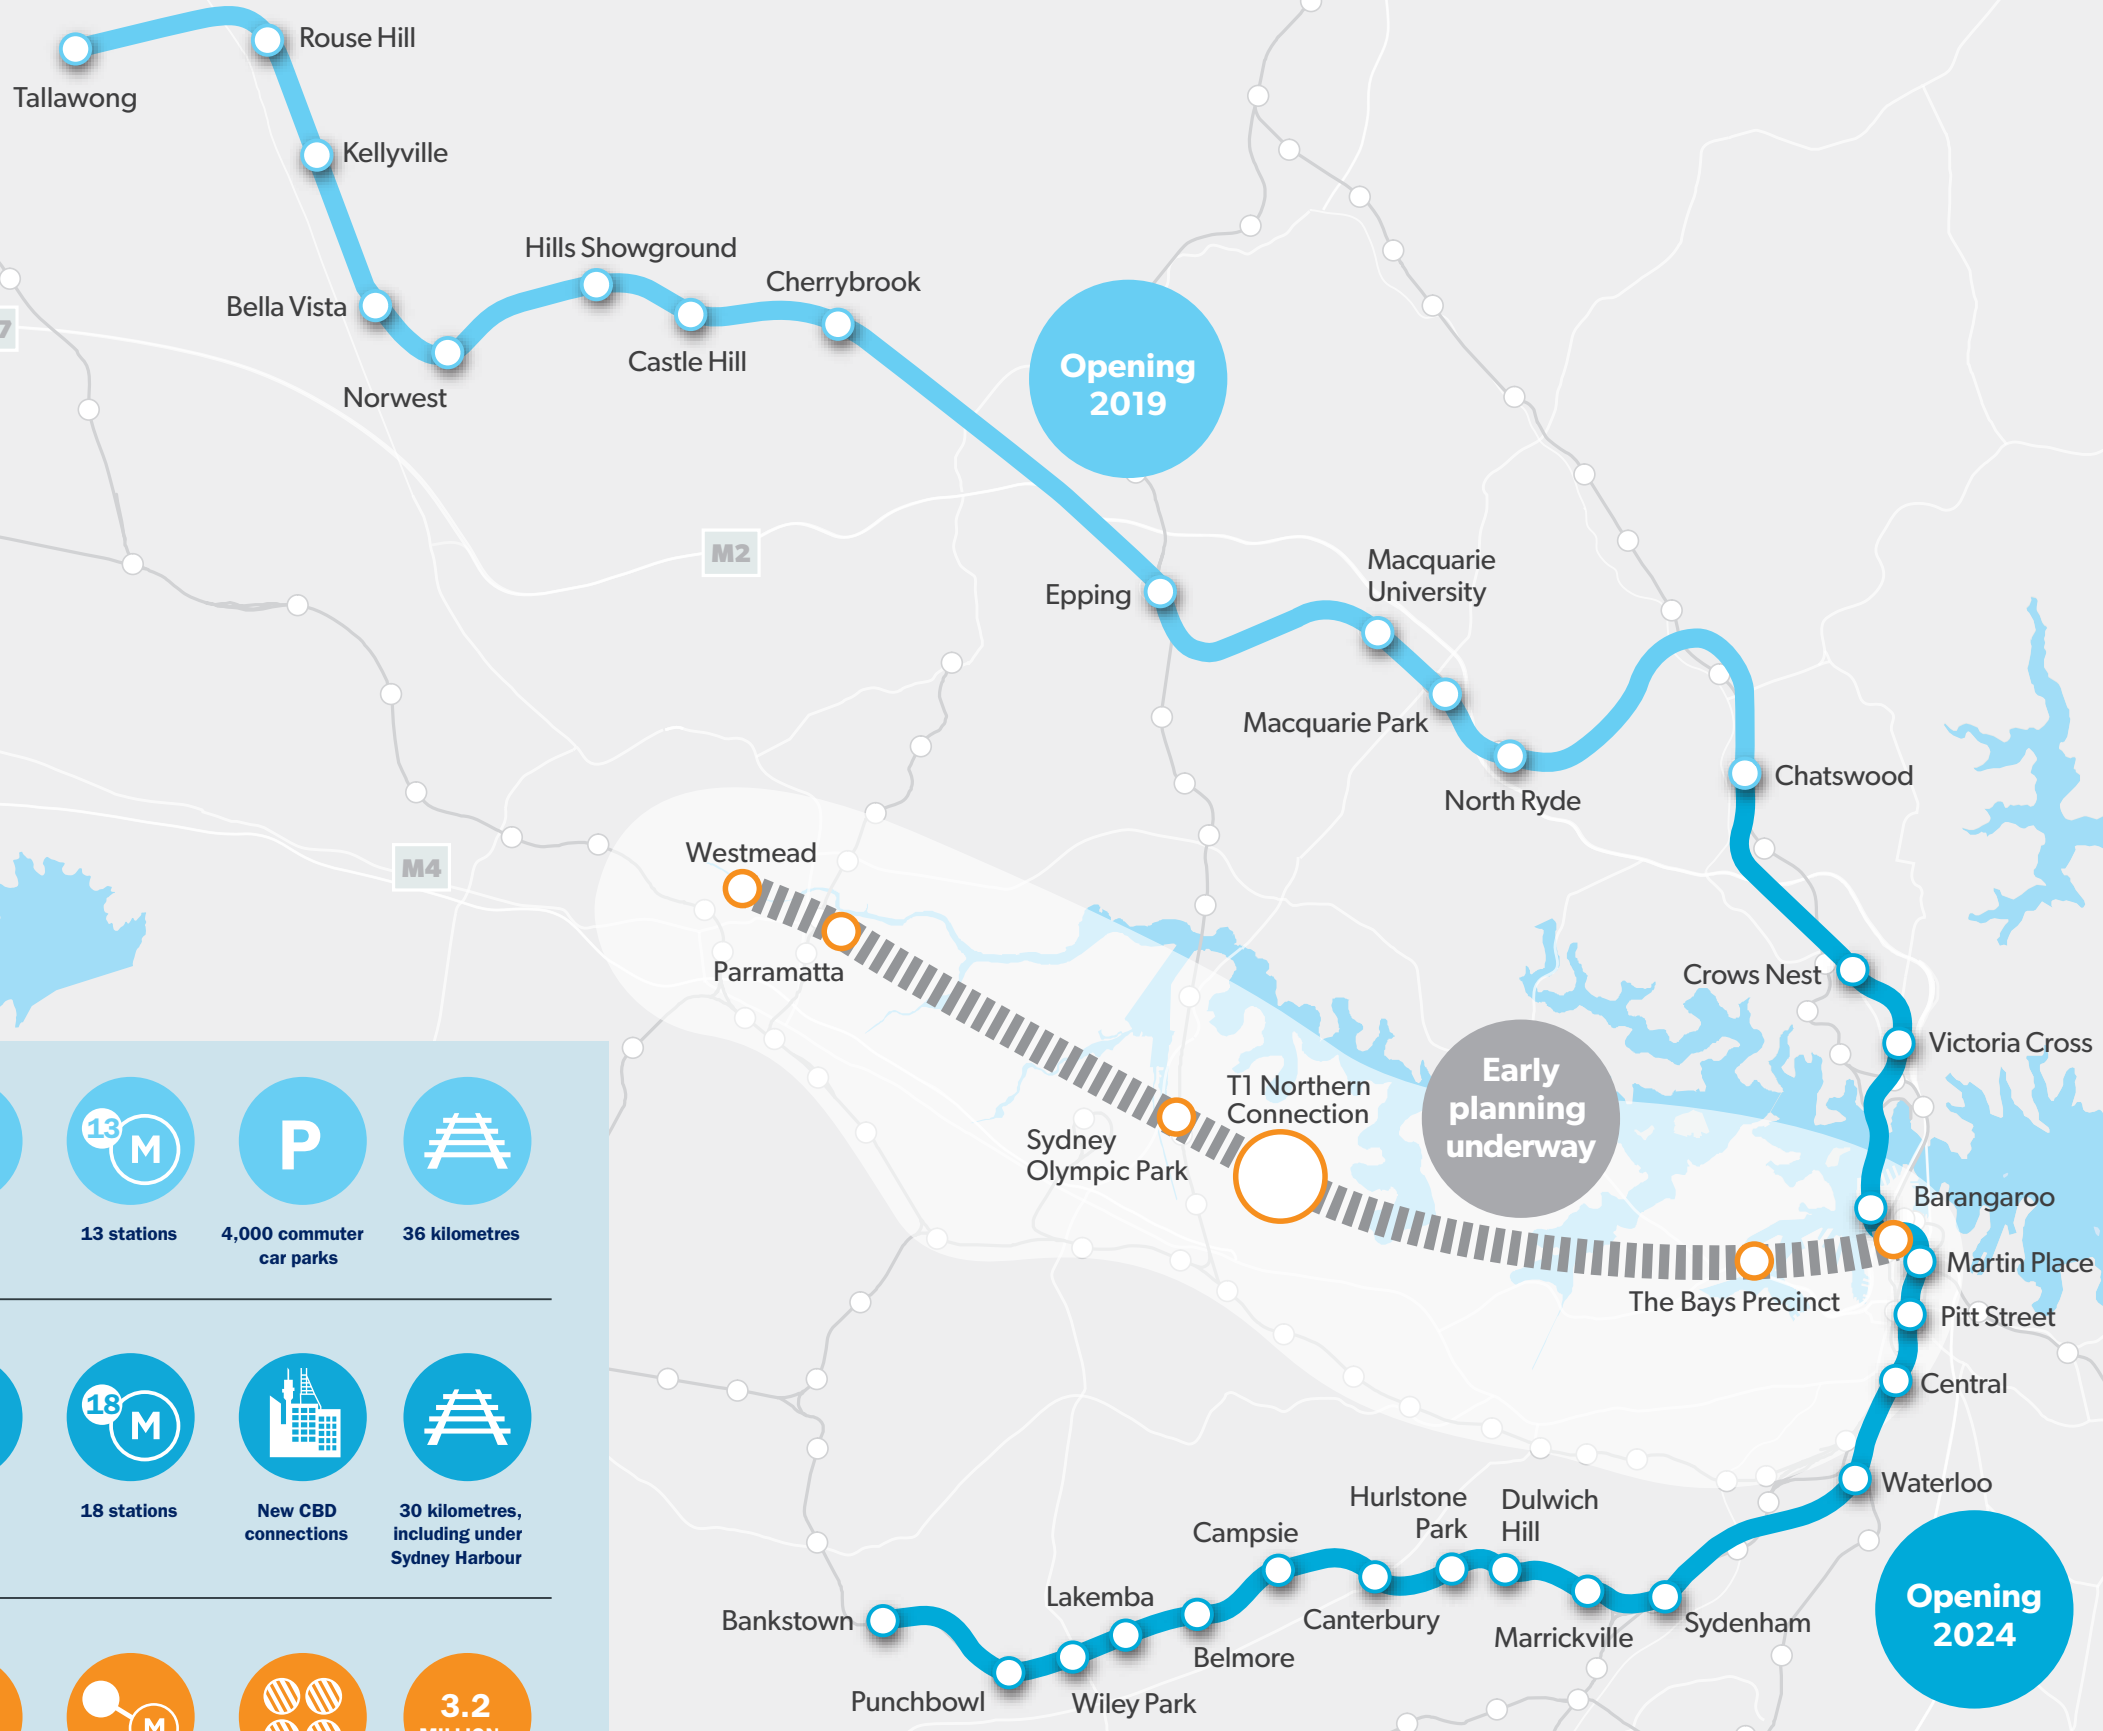 Rouse Hill
Tallawong
Kellyville
Hills Showground
Cherrybrook
Bella Vista
7
Castle Hill
Norwest
Opening
2019
M2
Macquarie
University
Epping
Macquarie Park
North Ryde
Chatswood
Westmead
M4
Parramatta
Crows Nest
Victoria Cross
T1 Northern
Connection
Early
planning
underway
Sydney
Olympic Park
Barangaroo
Martin Place
The Bays Precinct
Pitt Street
Central
Waterloo
Hurlstone
Park
Dulwich
Hill
Campsie
Lakemba
Bankstown
Canterbury
Marrickville
Sydenham
Belmore
Punchbowl
Wiley Park
Opening
2024
13
M
P
13 stations
4,000 commuter
car parks
36 kilometres
18
M
18 stations
New CBD
connections
30 kilometres,
including under
Sydney Harbour
M
3.2
MILLION